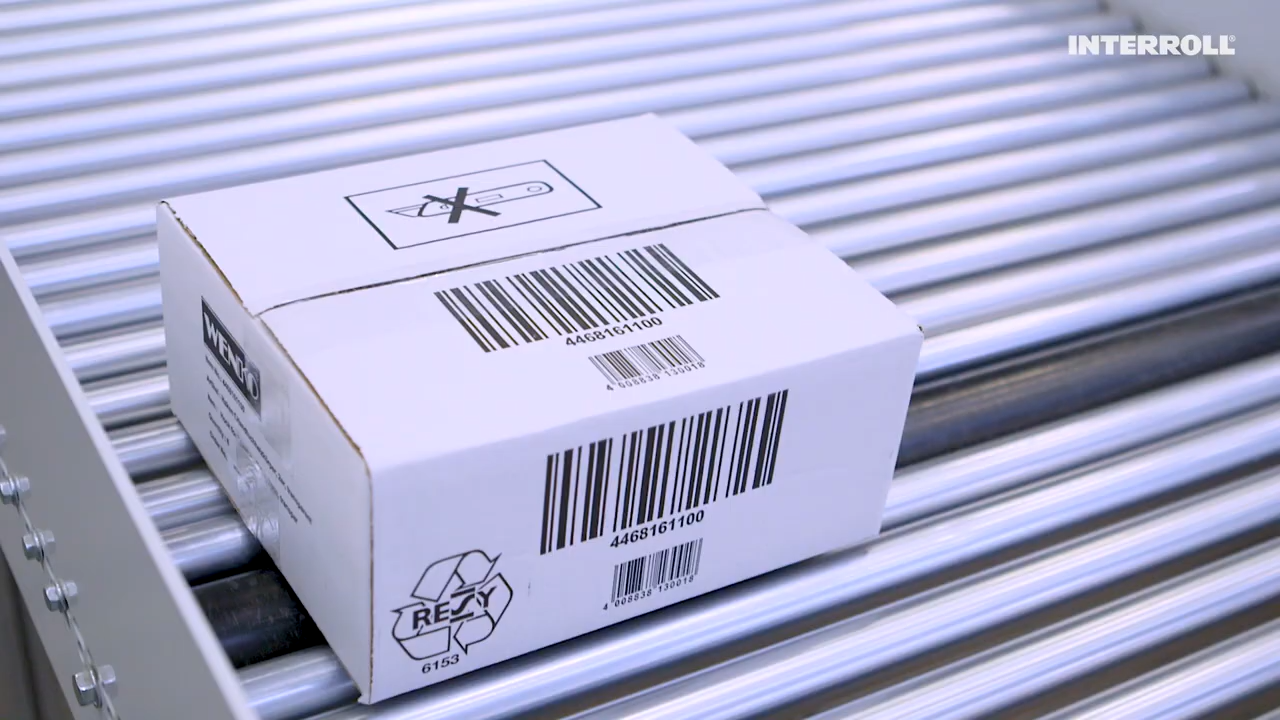 INTERROLL
4468161100
4 008838 130018
WENKO
4468161100
4 008838 130018
RESY
6153